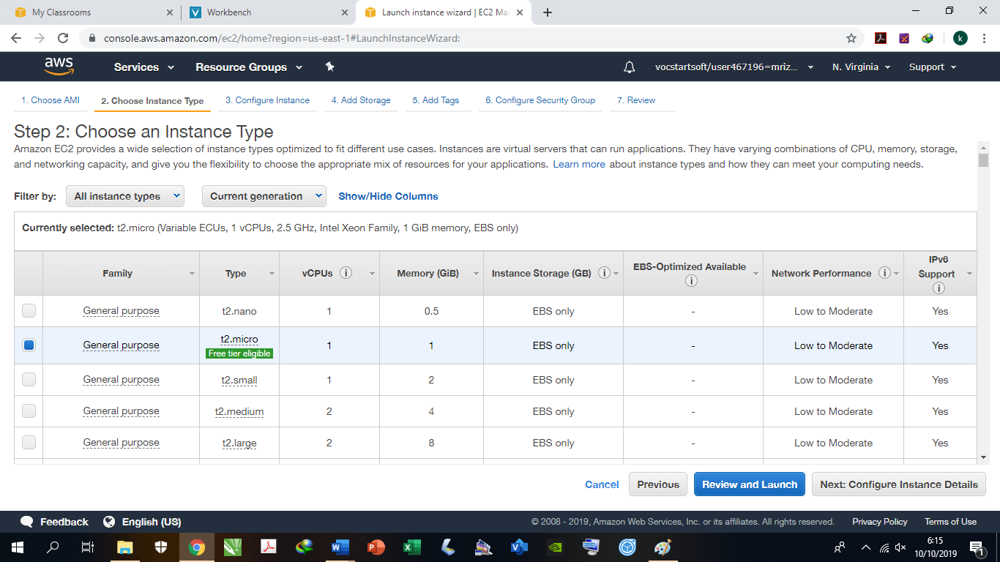 My Classrooms
Workbench
Launch instance wizard | EC2 Ma
console.aws.amazon.com/ec2/home?region=us-east-1#LaunchInstanceWizard:
k
aws
Services
Resource Groups
vocstartsoft/user467196=mriz...
N. Virginia
Support
1. Choose AMI
2. Choose Instance Type
3. Configure Instance
4. Add Storage
5. Add Tags
6. Configure Security Group
7. Review
Step 2: Choose an Instance Type
Amazon EC2 provides a wide selection of instance types optimized to fit different use cases. Instances are virtual servers that can run applications. They have varying combinations of CPU, memory, storage,
and networking capacity, and give you the flexibility to choose the appropriate mix of resources for your applications. Learn more about instance types and how they can meet your computing needs.
Filter by: All instance types Current generation Show/Hide Columns
Currently selected: t2.micro (Variable ECUs, 1 vCPUs, 2.5 GHz, Intel Xeon Family, 1 GiB memory, EBS only)
Family Type vCPUs i Memory (GiB) Instance Storage (GB) i EBS-Optimized Available i Network Performance i IPv6 Support i
General purpose t2.nano 1 0.5 EBS only - Low to Moderate Yes
General purpose t2.micro 1 1 EBS only - Low to Moderate Yes
Free tier eligible
General purpose t2.small 1 2 EBS only - Low to Moderate Yes
General purpose t2.medium 2 4 EBS only - Low to Moderate Yes
General purpose t2.large 2 8 EBS only - Low to Moderate Yes
Cancel Previous Review and Launch Next: Configure Instance Details
Feedback English (US) © 2008 - 2019, Amazon Web Services, Inc. or its affiliates. All rights reserved. Privacy Policy Terms of Use
6:15
10/10/2019
1